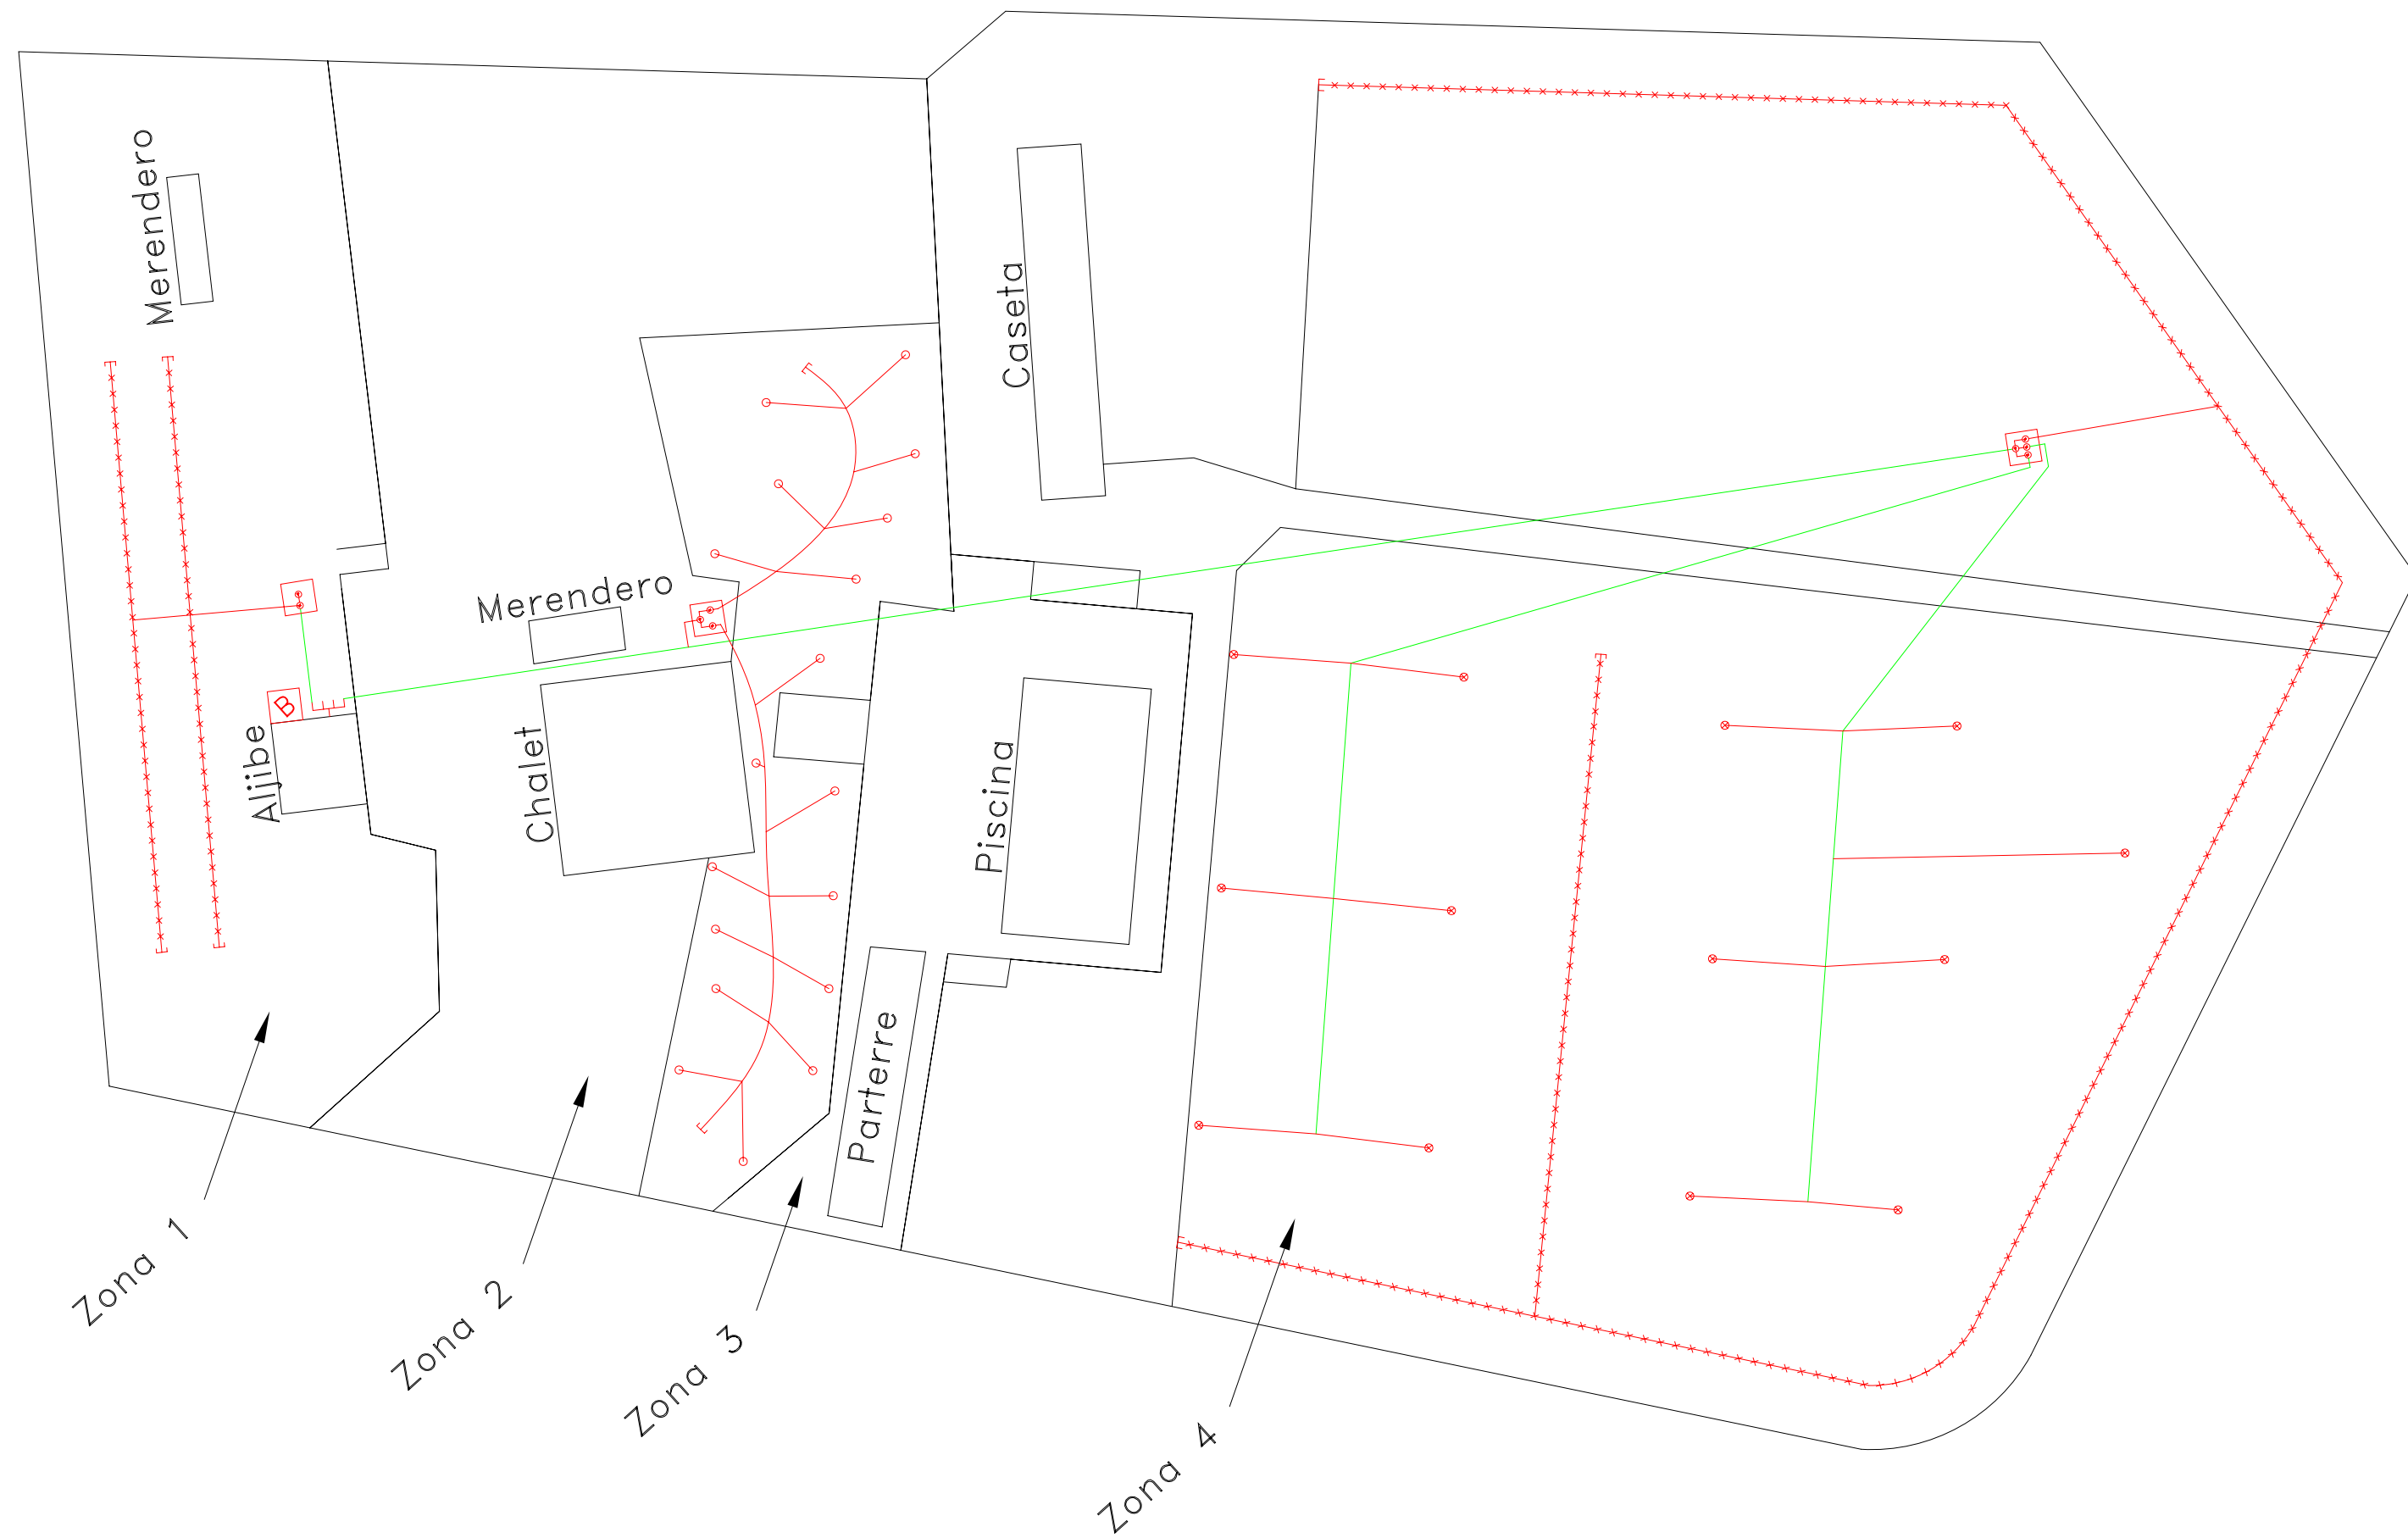 Merendero
Caseta
Merendero
Aljibe
B
Chalet
Piscina
Parterre
Zona 1
Zona 2
Zona 3
Zona 4